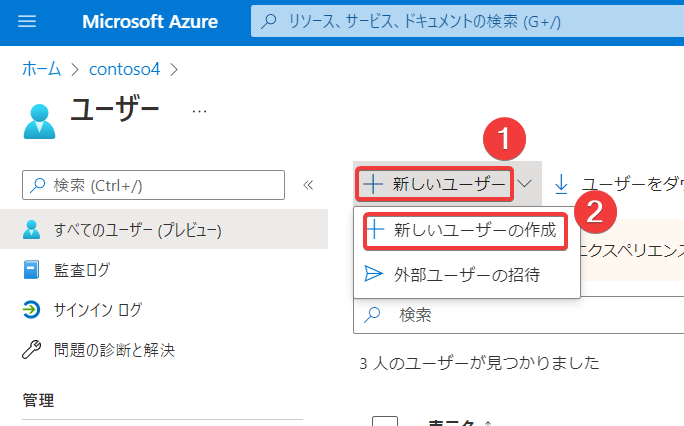 Microsoft Azure
リソース、サービス、ドキュメントの検索 (G+/)
ホーム > contoso4 >
ユーザー ...
検索 (Ctrl+/)
«
すべてのユーザー (プレビュー)
監査ログ
サインイン ログ
問題の診断と解決
管理
1
新しいユーザー
ユーザーをダウ
2
新しいユーザーの作成
外部ユーザーの招待
エクスペリエンス
検索
3 人のユーザーが見つかりました